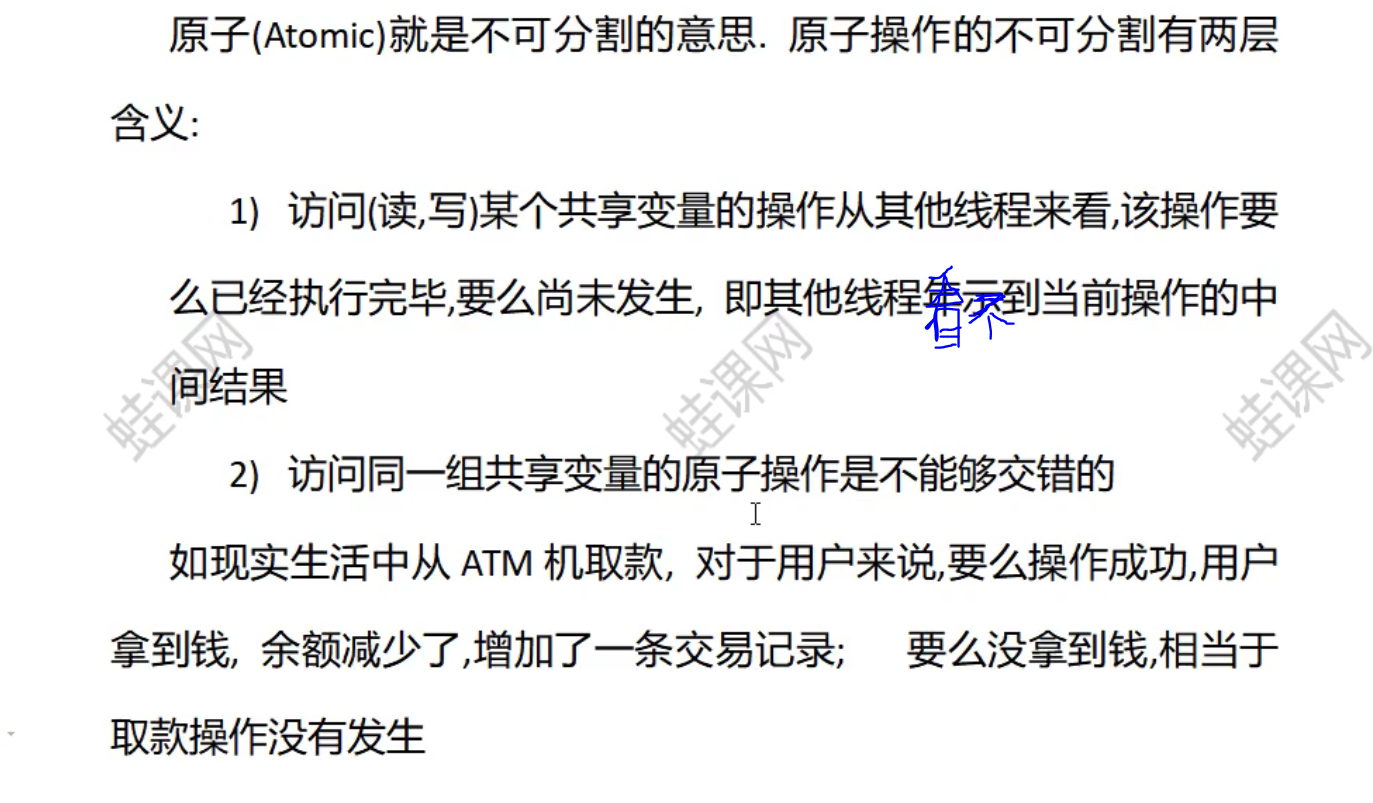 原子(Atomic)就是不可分割的意思. 原子操作的不可分割有两层
含义:
1) 访问(读,写)某个共享变量的操作从其他线程来看,该操作要
么已经执行完毕,要么尚未发生, 即其他线程年示到当前操作的中
看不
间结果
蛙课网
蛙课网
蛙课网
2) 访问同一组共享变量的原子操作是不能够交错的
如现实生活中从 ATM 机取款, 对于用户来说,要么操作成功,用户
拿到钱, 余额减少了,增加了一条交易记录; 要么没拿到钱,相当于
取款操作没有发生